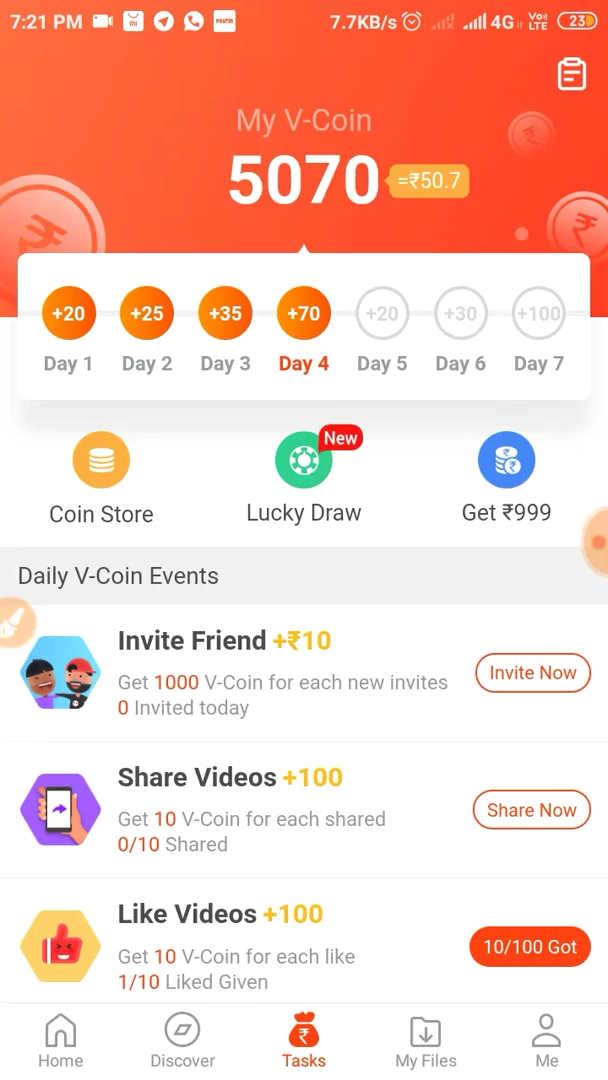 7:21 PM 7.7KB/s 4G Vo) LTE 23
My V-Coin
5070 =₹50.7
+20 +25 +35 +70 +20 +30 +100
Day 1 Day 2 Day 3 Day 4 Day 5 Day 6 Day 7
New
Coin Store Lucky Draw Get ₹999
Daily V-Coin Events
Invite Friend +₹10
Get 1000 V-Coin for each new invites
0 Invited today
Invite Now
Share Videos +100
Get 10 V-Coin for each shared
0/10 Shared
Share Now
Like Videos +100
Get 10 V-Coin for each like
1/10 Liked Given
10/100 Got
Home Discover Tasks My Files Me